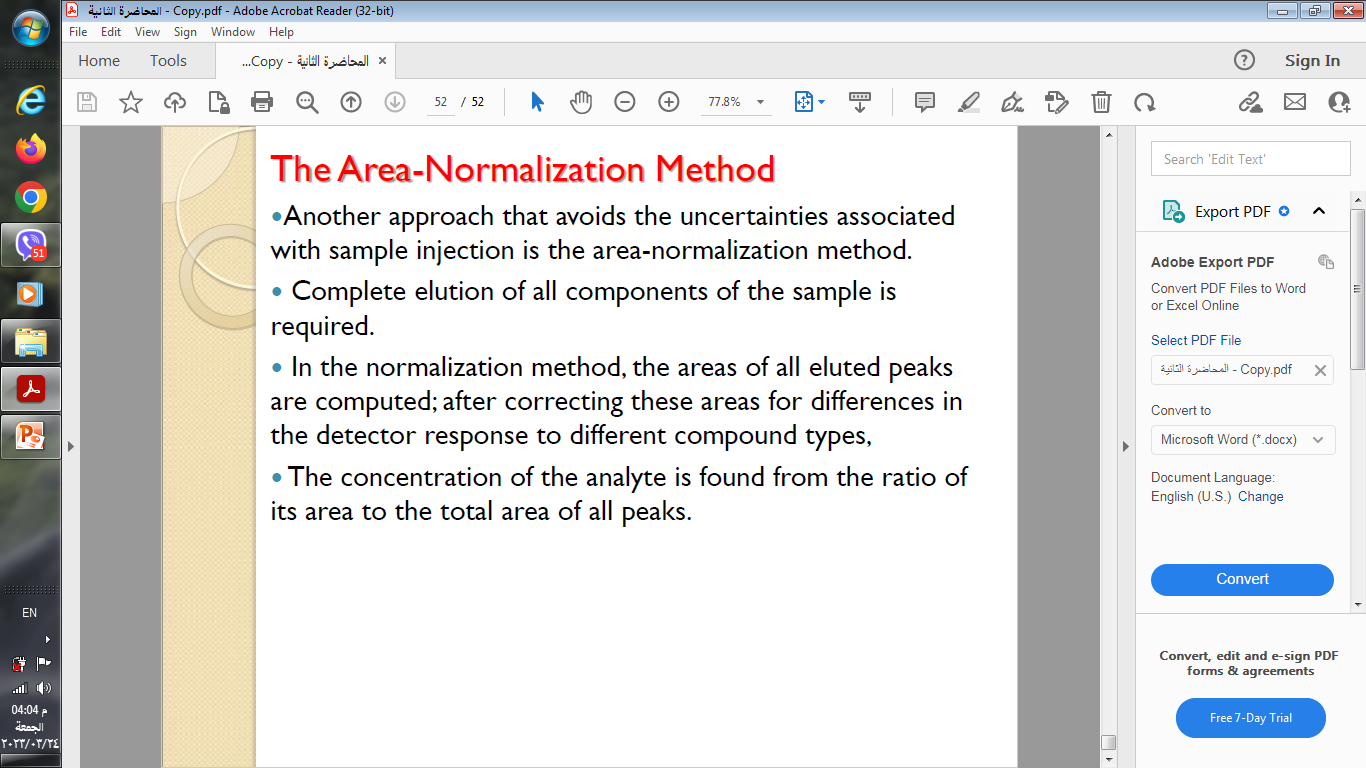 المحاضرة الثانية - Copy.pdf - Adobe Acrobat Reader (32-bit)
File Edit View Sign Window Help
Home Tools المحاضرة الثانية - Copy... Sign In
52 / 52 77.8%
The Area-Normalization Method
•Another approach that avoids the uncertainties associated
with sample injection is the area-normalization method.
• Complete elution of all components of the sample is
required.
• In the normalization method, the areas of all eluted peaks
are computed; after correcting these areas for differences in
the detector response to different compound types,
• The concentration of the analyte is found from the ratio of
its area to the total area of all peaks.
Search 'Edit Text'
Export PDF
Adobe Export PDF
Convert PDF Files to Word
or Excel Online
Select PDF File
المحاضرة الثانية - Copy.pdf
Convert to
Microsoft Word (*.docx)
Document Language:
English (U.S.) Change
Convert
Convert, edit and e-sign PDF
forms & agreements
Free 7-Day Trial
51
EN
04:04 م
الجمعة
٢٠٢٣/٠٣/٢٤